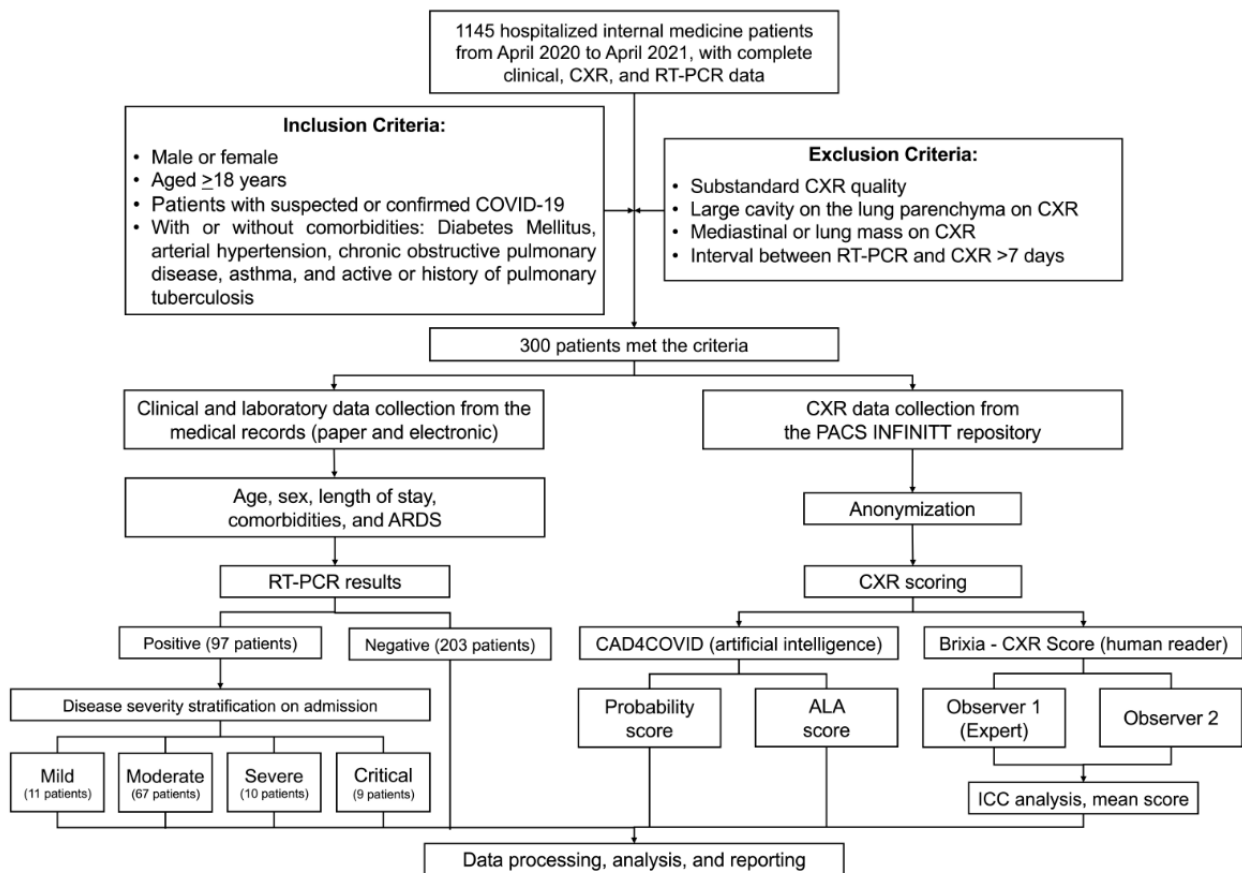 1145 hospitalized internal medicine patients
from April 2020 to April 2021, with complete
clinical, CXR, and RT-PCR data
Inclusion Criteria:
• Male or female
• Aged ≥18 years
• Patients with suspected or confirmed COVID-19
• With or without comorbidities: Diabetes Mellitus,
arterial hypertension, chronic obstructive pulmonary
disease, asthma, and active or history of pulmonary
tuberculosis
Exclusion Criteria:
• Substandard CXR quality
• Large cavity on the lung parenchyma on CXR
• Mediastinal or lung mass on CXR
• Interval between RT-PCR and CXR >7 days
300 patients met the criteria
Clinical and laboratory data collection from the
medical records (paper and electronic)
Age, sex, length of stay,
comorbidities, and ARDS
RT-PCR results
Positive (97 patients)
Negative (203 patients)
Disease severity stratification on admission
Mild
(11 patients)
Moderate
(67 patients)
Severe
(10 patients)
Critical
(9 patients)
CXR data collection from
the PACS INFINITT repository
Anonymization
CXR scoring
CAD4COVID (artificial intelligence)
Probability
score
ALA
score
Brixia - CXR Score (human reader)
Observer 1
(Expert)
Observer 2
ICC analysis, mean score
Data processing, analysis, and reporting